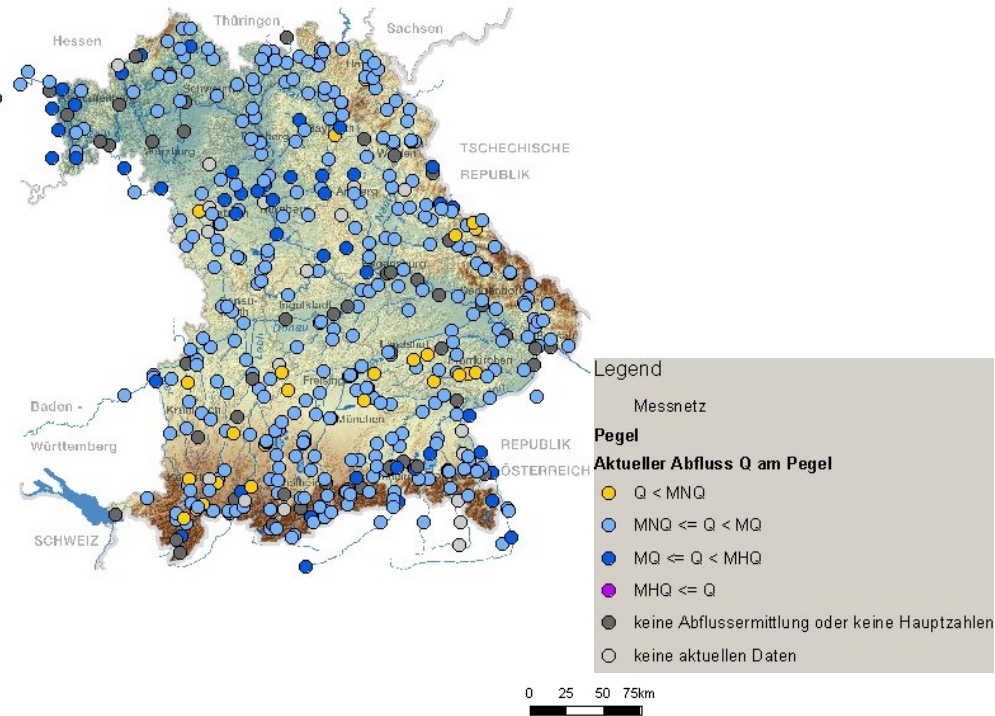 Thüringen
Sachsen
Hessen
TSCHECHISCHE
REPUBLIK
Ingolstadt
Donau
Landshut
Freising
München
Baden -
Württemberg
REPUBLIK
ÖSTERREICH
SCHWEIZ
Legend
Messnetz
Pegel
Aktueller Abfluss Q am Pegel
Q < MNQ
MNQ <= Q < MQ
MQ <= Q < MHQ
MHQ <= Q
keine Abflussermittlung oder keine Hauptzahlen
keine aktuellen Daten
0 25 50 75km